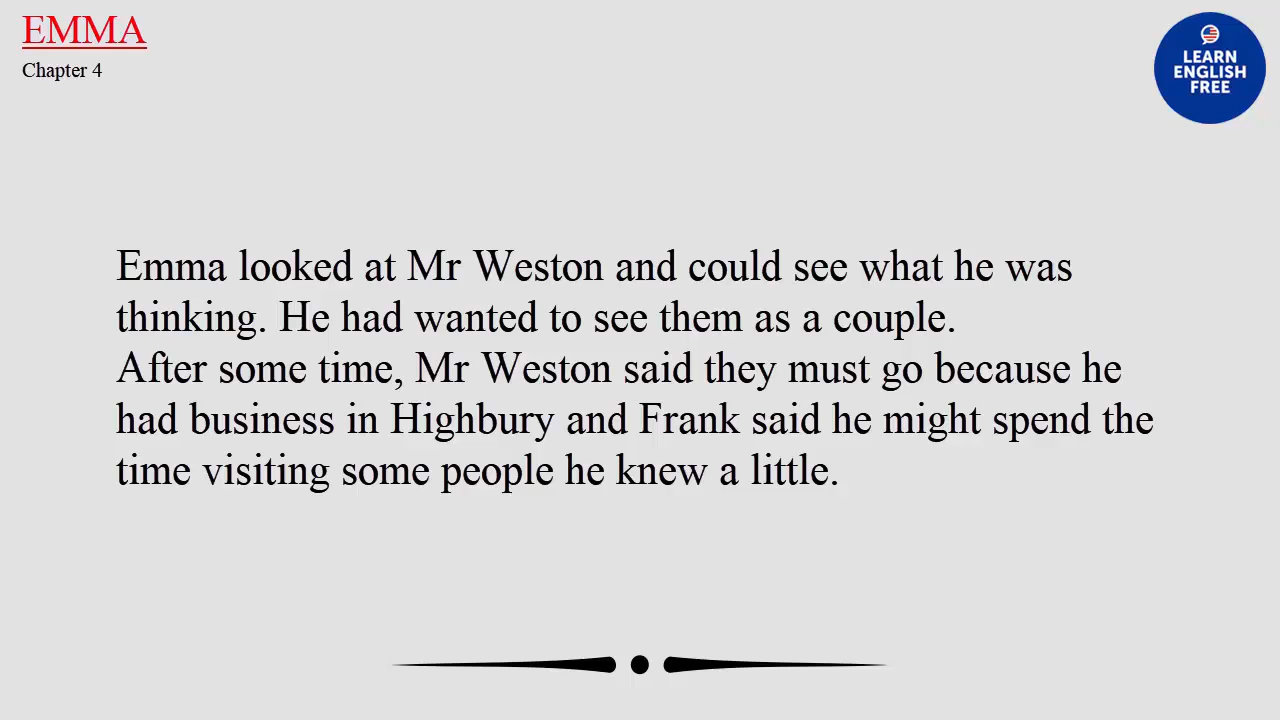 EMMA
Chapter 4
LEARN
ENGLISH
FREE
Emma looked at Mr Weston and could see what he was
thinking. He had wanted to see them as a couple.
After some time, Mr Weston said they must go because he
had business in Highbury and Frank said he might spend the
time visiting some people he knew a little.